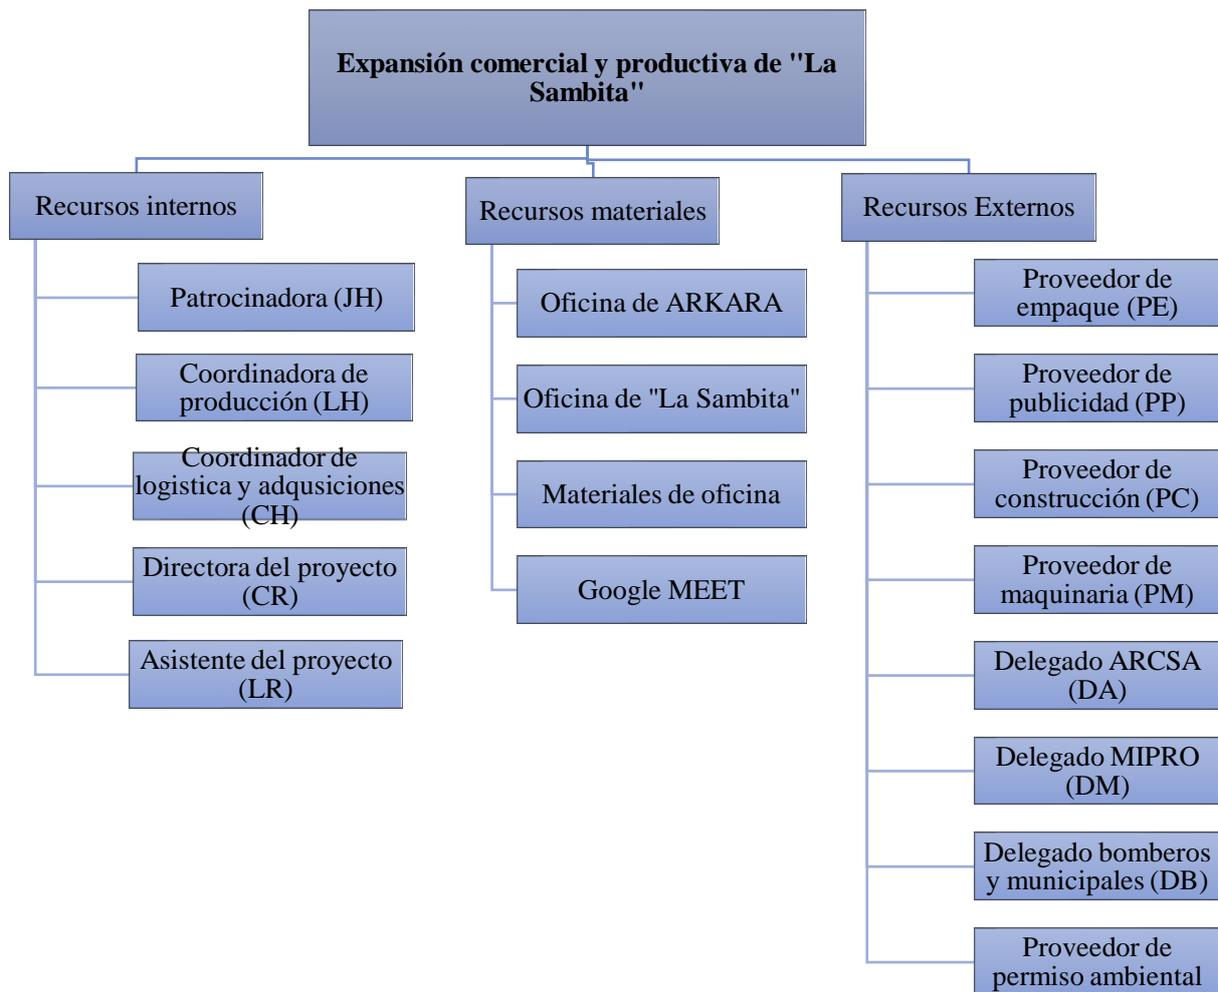 Expansión comercial y productiva de "La
Sambita"
Recursos internos
Patrocinadora (JH)
Coordinadora de
producción (LH)
Coordinador de
logistica y adqusiciones
(CH)
Directora del proyecto
(CR)
Asistente del proyecto
(LR)
Recursos materiales
Oficina de ARKARA
Oficina de "La Sambita"
Materiales de oficina
Google MEET
Recursos Externos
Proveedor de
empaque (PE)
Proveedor de
publicidad (PP)
Proveedor de
construcción (PC)
Proveedor de
maquinaria (PM)
Delegado ARCSA
(DA)
Delegado MIPRO
(DM)
Delegado bomberos
y municipales (DB)
Proveedor de
permiso ambiental